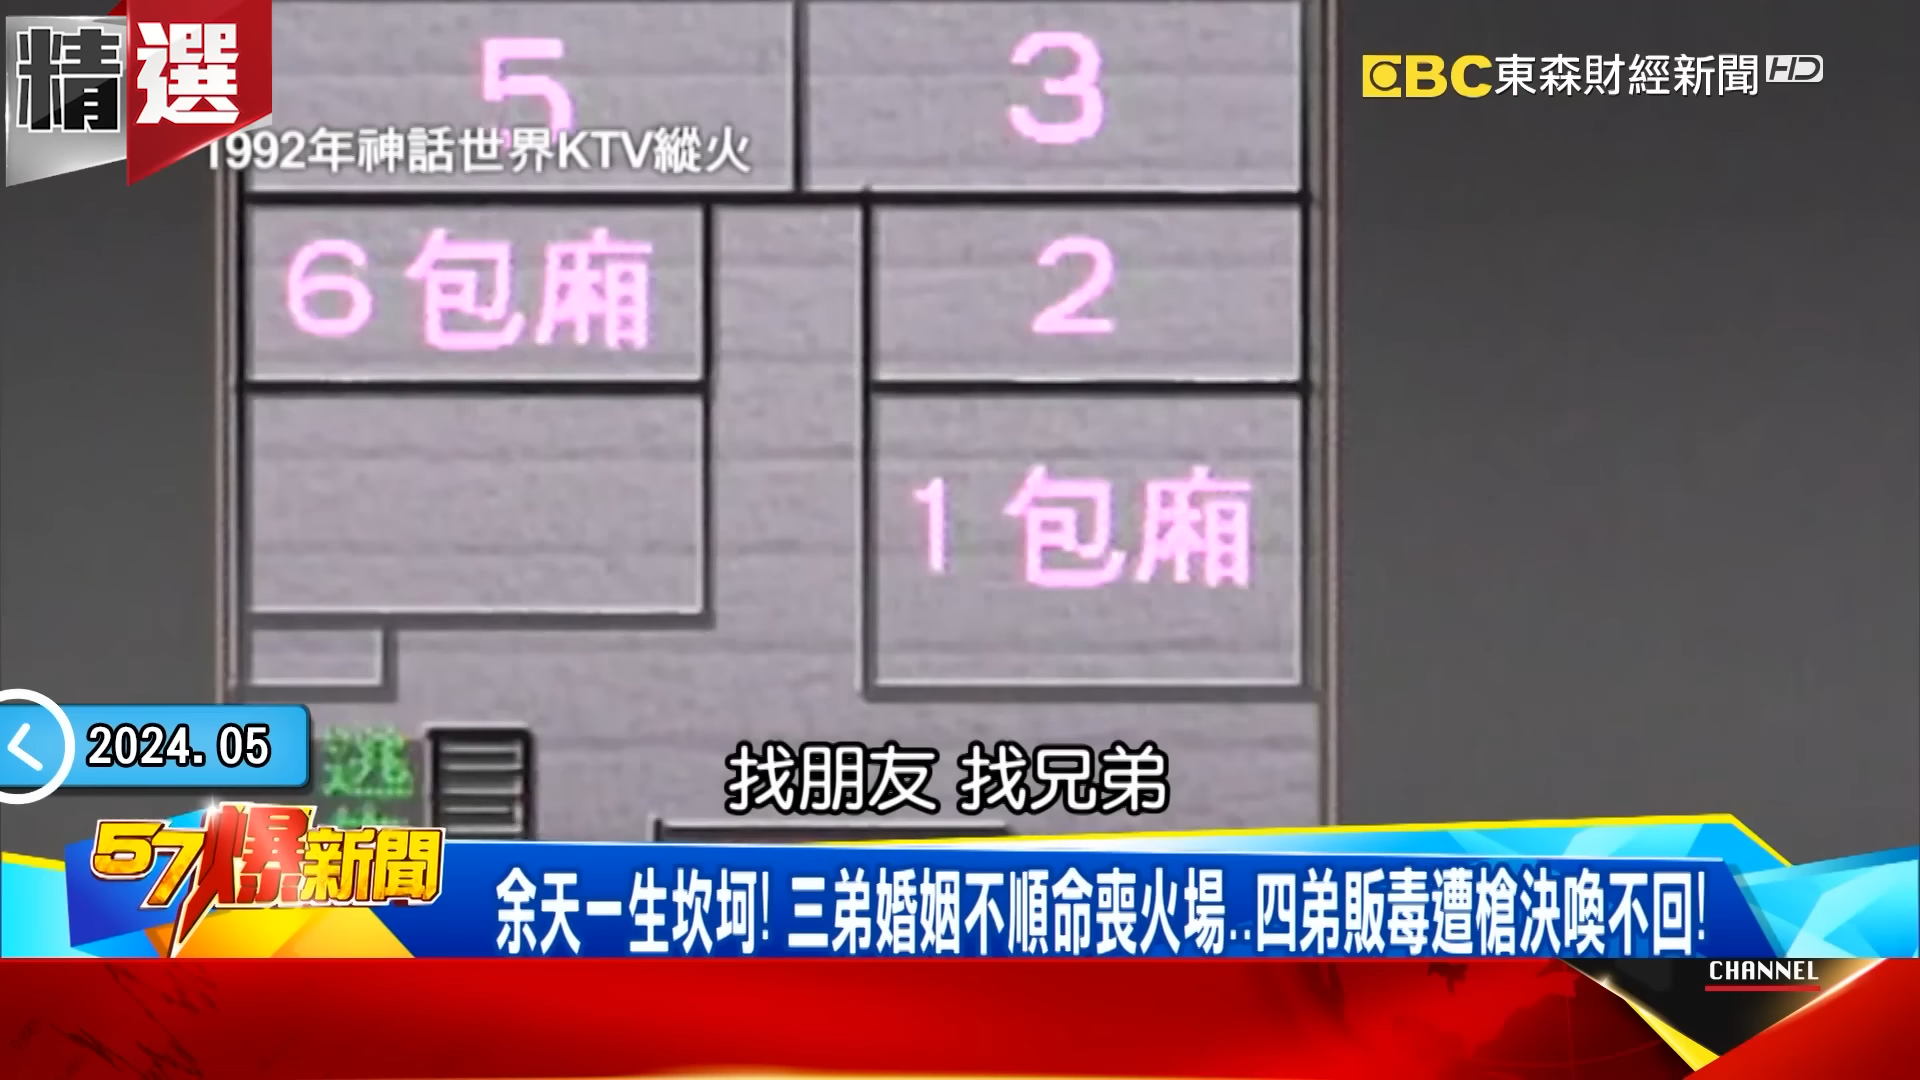 精選
EBC東森財經新聞HD
5
3
1992年神話世界KTV縱火
6包廂
2
1包廂
2024.05
逃
找朋友 找兄弟
57爆新聞
余天一生坎坷！三弟婚姻不順命喪火場..四弟販毒遭槍決喚不回！
CHANNEL